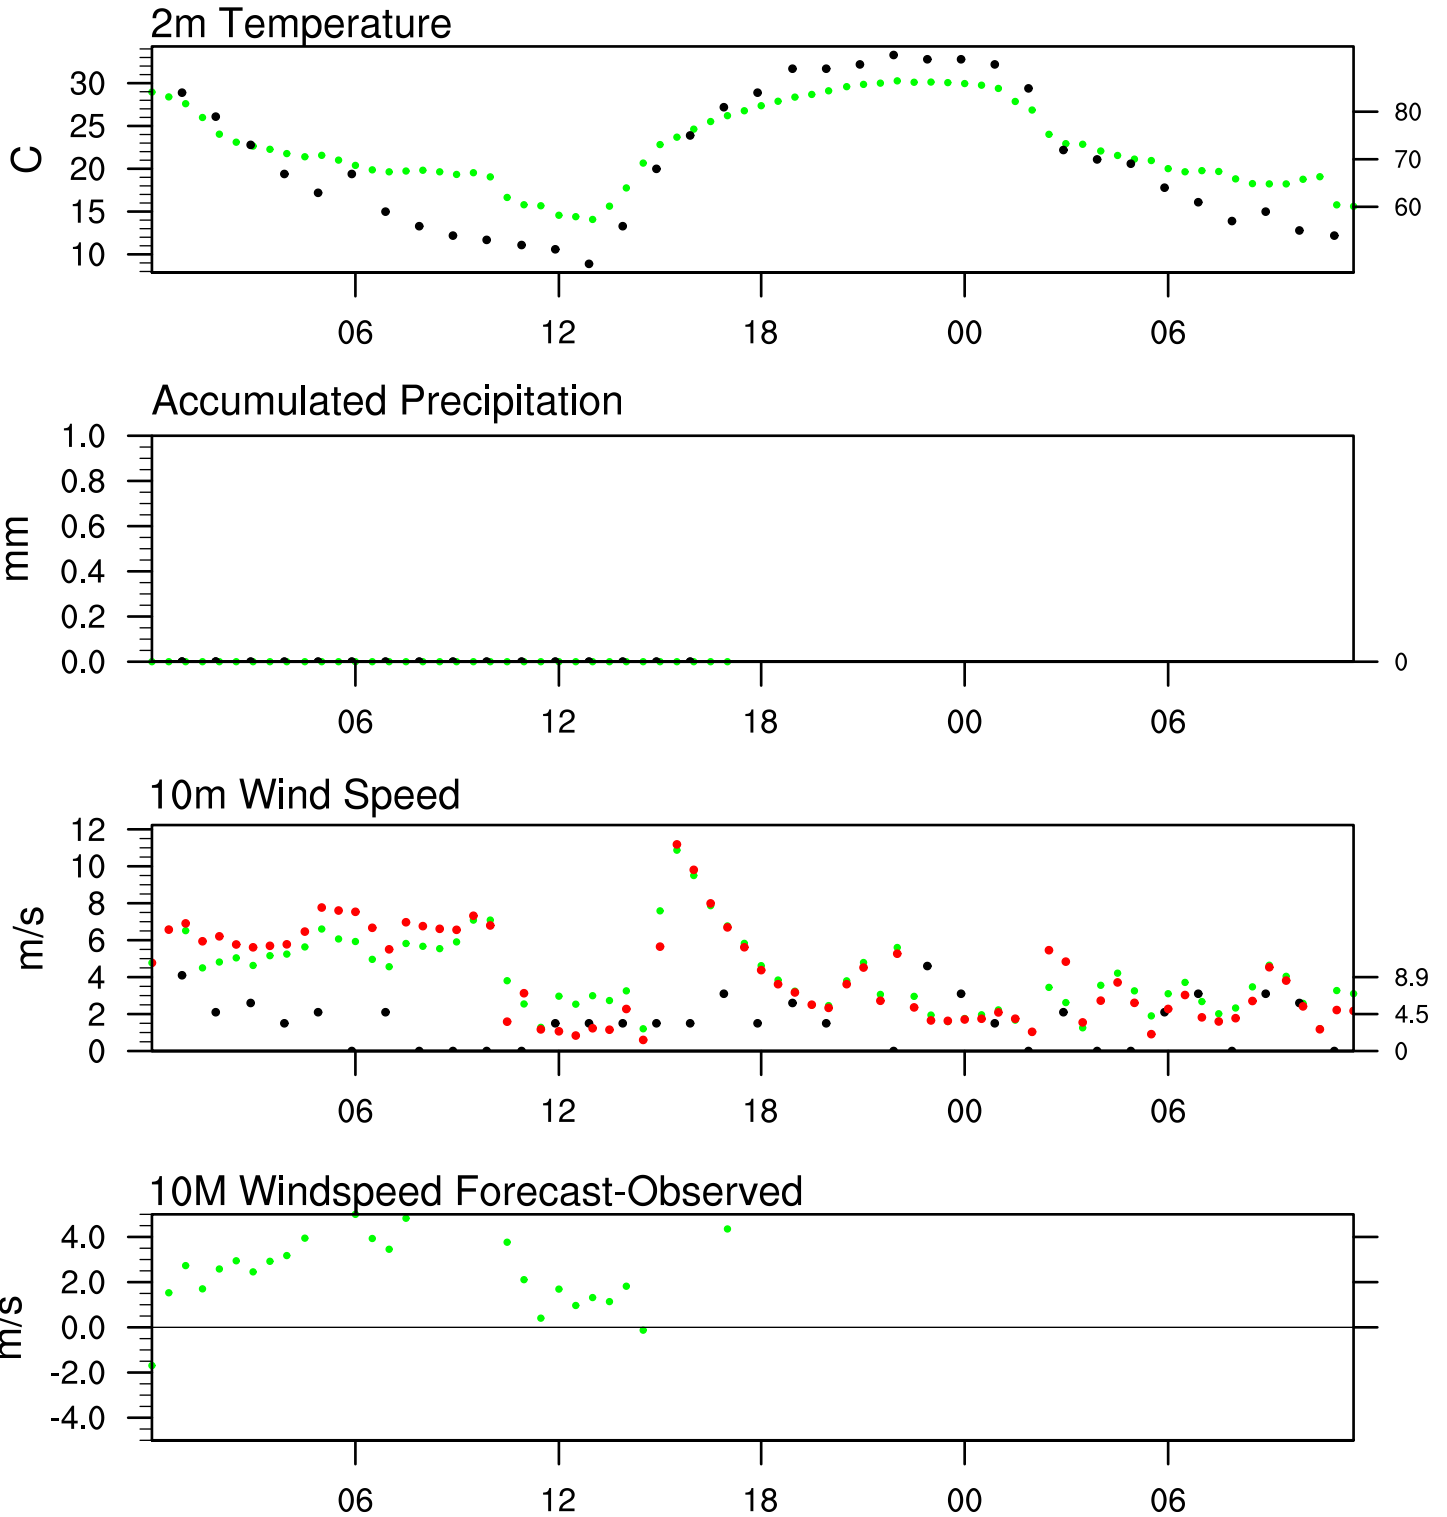 2m Temperature
30
25
20
15
10
C
80
70
60
06 12 18 00 06
Accumulated Precipitation
1.0
0.8
0.6
0.4
0.2
0.0
mm
0
06 12 18 00 06
10m Wind Speed
12
10
8
6
4
2
0
m/s
8.9
4.5
0
06 12 18 00 06
10M Windspeed Forecast-Observed
4.0
2.0
0.0
-2.0
-4.0
m/s
06 12 18 00 06